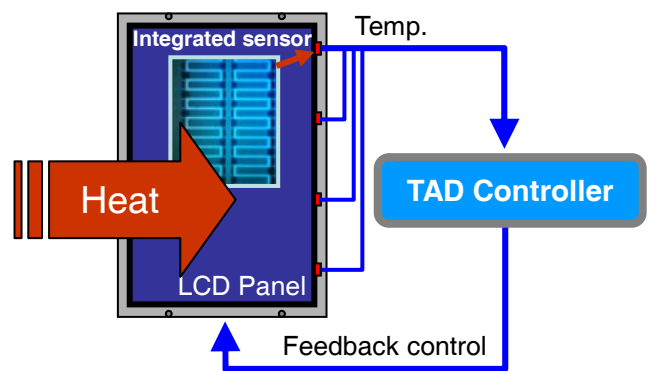 Integrated sensor
Temp.
Heat
TAD Controller
LCD Panel
Feedback control